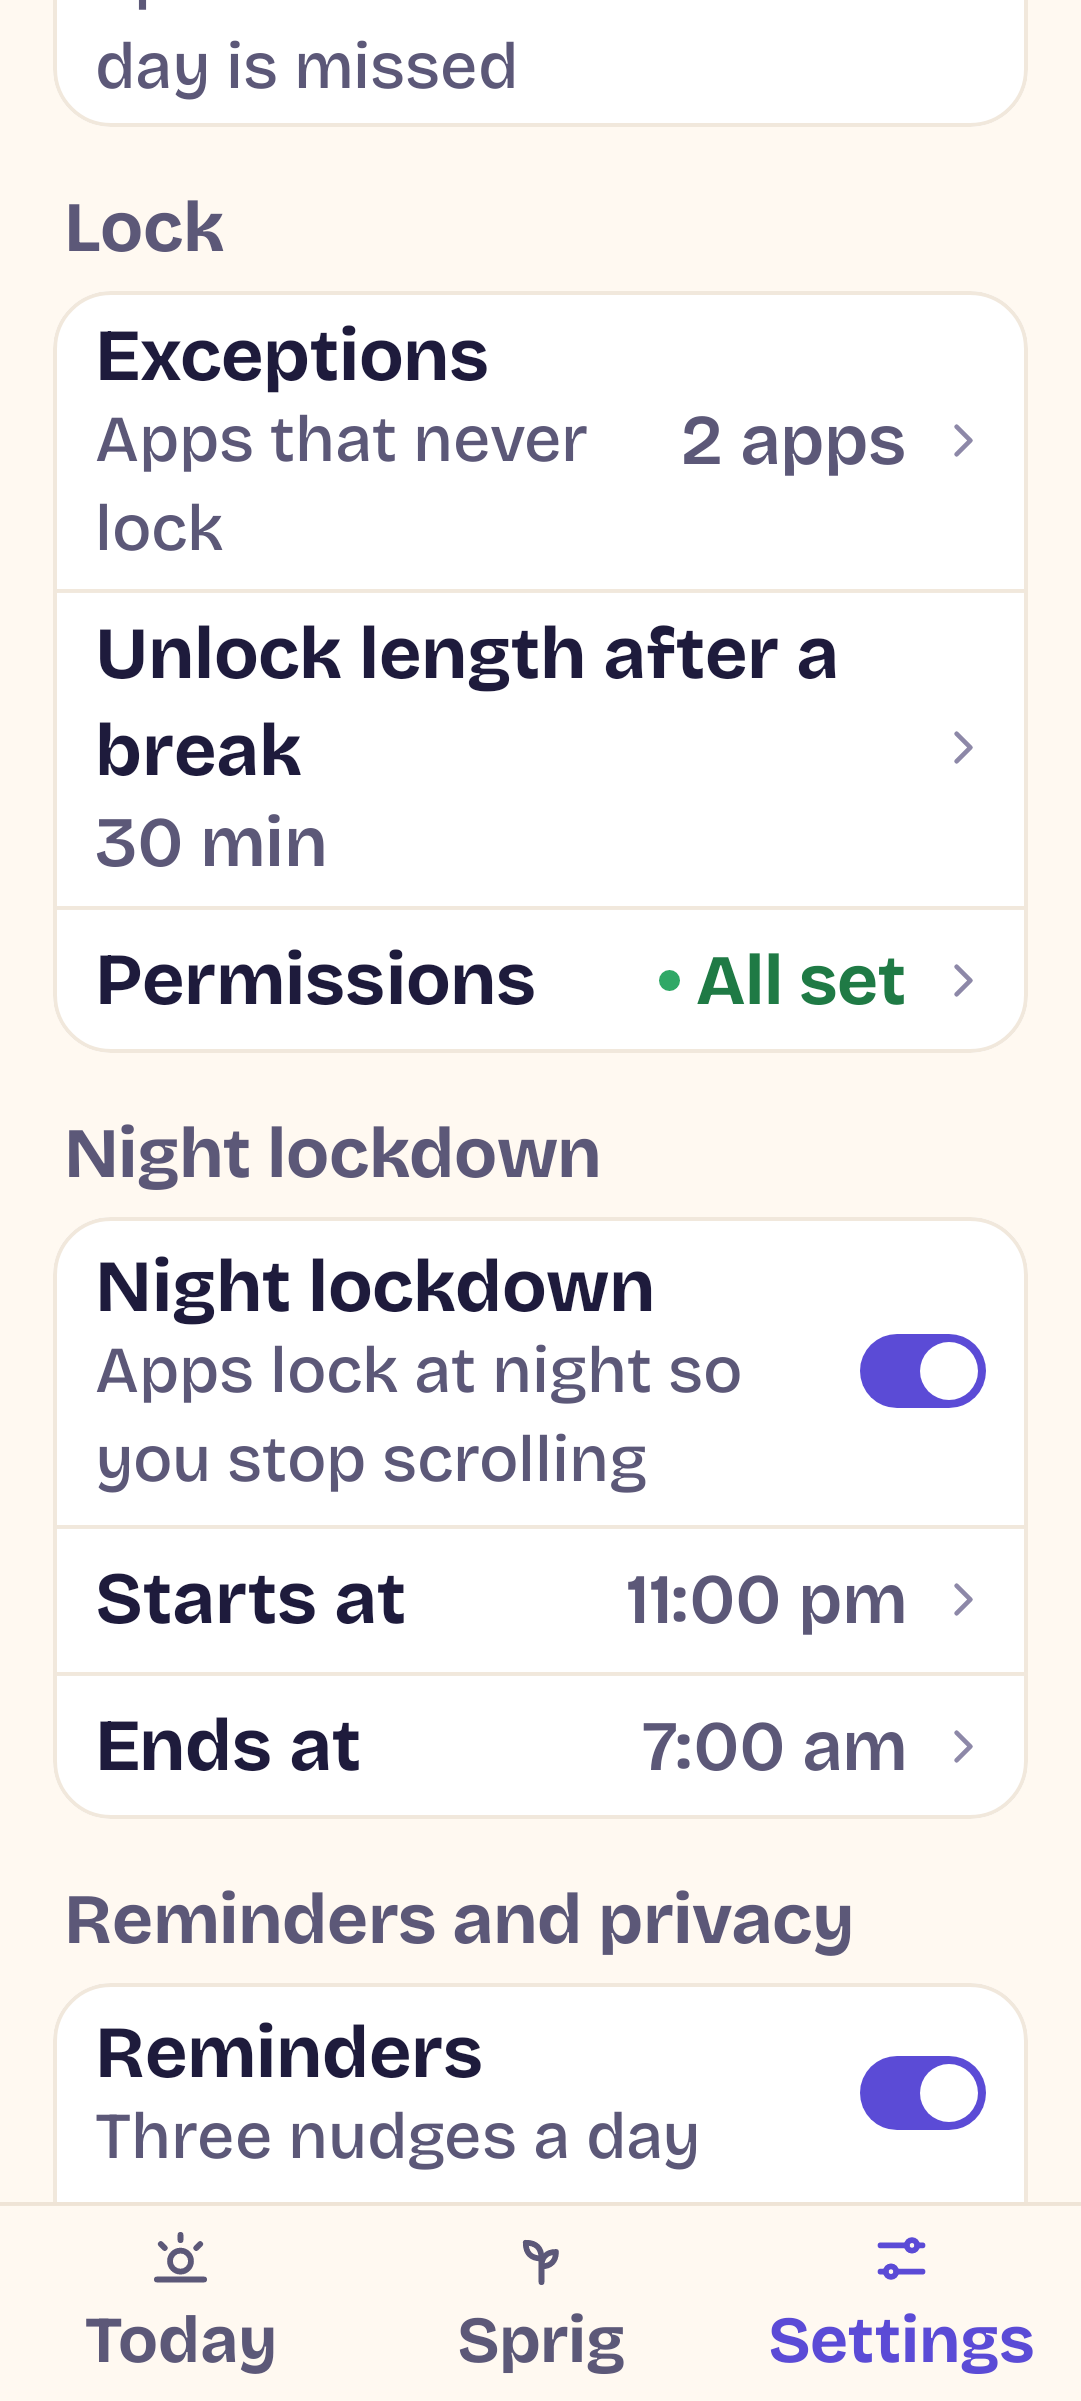 day is missed
Lock
Exceptions
Apps that never
lock
2 apps
Unlock length after a
break
30 min
Permissions
All set
Night lockdown
Night lockdown
Apps lock at night so
you stop scrolling
Starts at
11:00 pm
Ends at
7:00 am
Reminders and privacy
Reminders
Three nudges a day
Today
Sprig
Settings